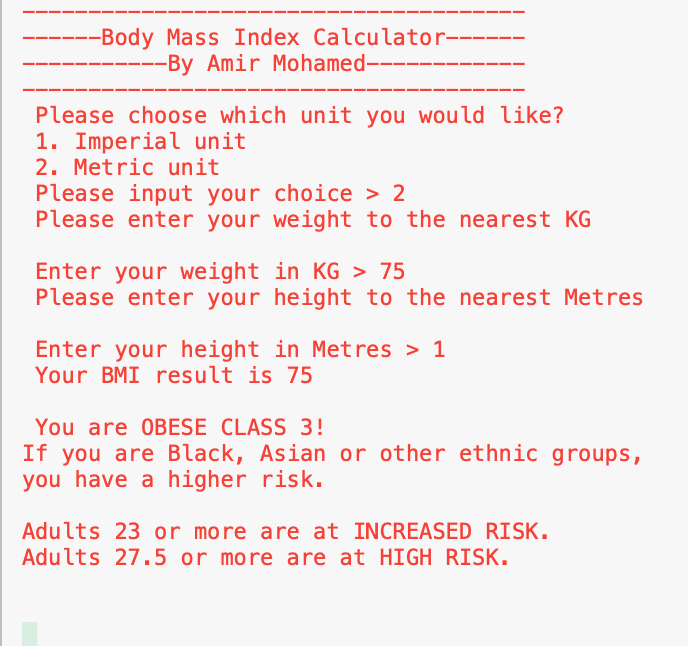 --------------------------------------
------Body Mass Index Calculator------
-----------By Amir Mohamed------------
--------------------------------------
Please choose which unit you would like?
1. Imperial unit
2. Metric unit
Please input your choice > 2
Please enter your weight to the nearest KG
Enter your weight in KG > 75
Please enter your height to the nearest Metres
Enter your height in Metres > 1
Your BMI result is 75
You are OBESE CLASS 3!
If you are Black, Asian or other ethnic groups,
you have a higher risk.
Adults 23 or more are at INCREASED RISK.
Adults 27.5 or more are at HIGH RISK.